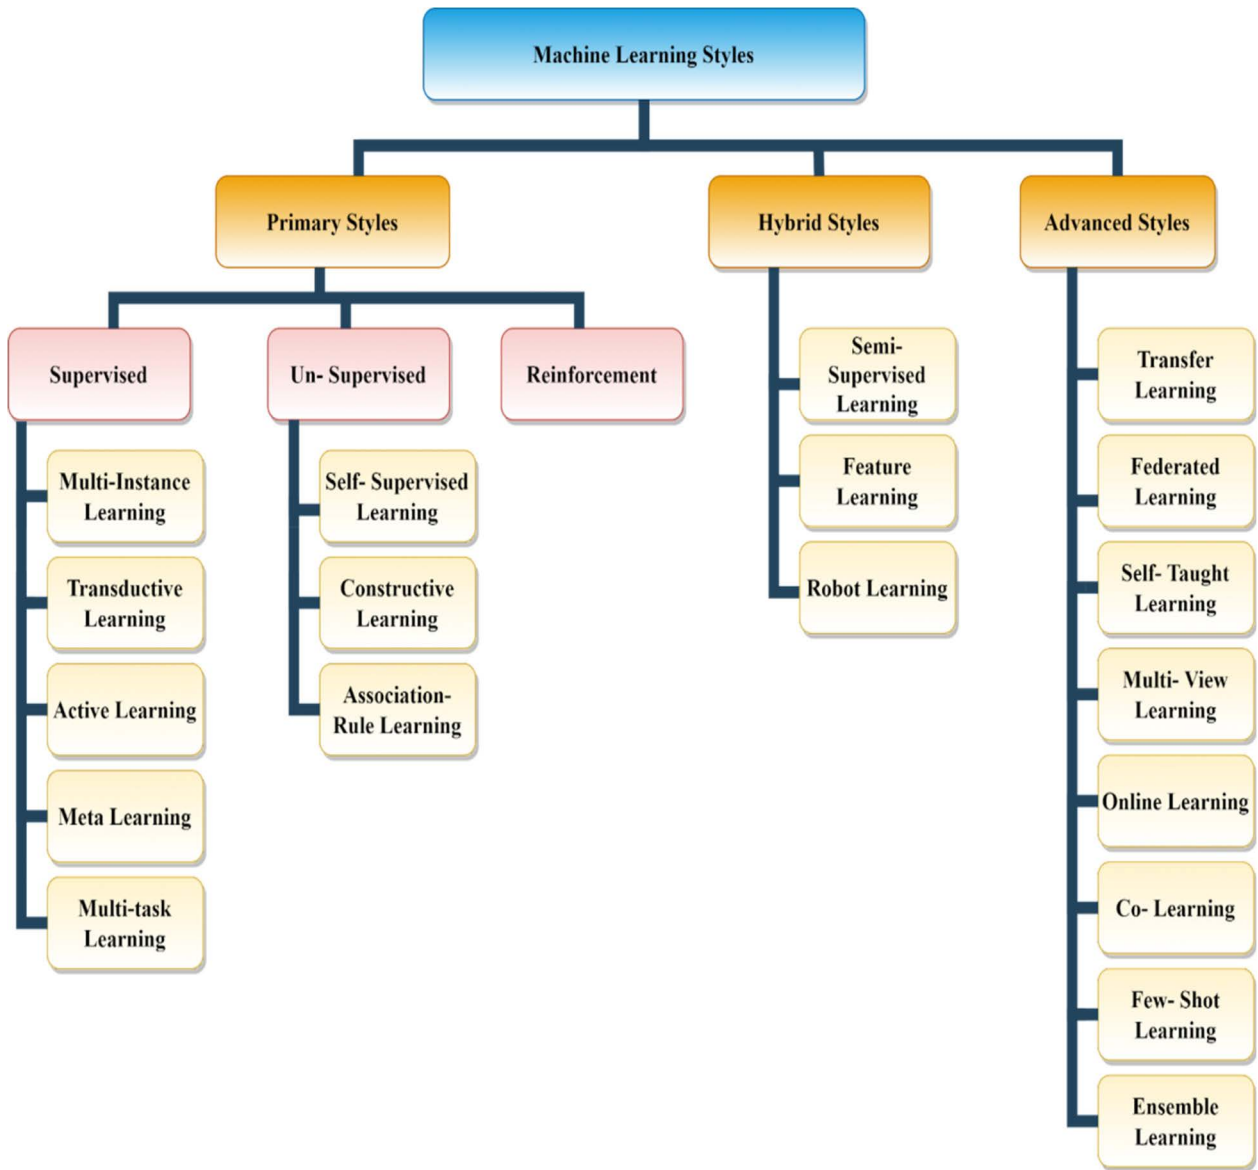 Machine Learning Styles
Primary Styles
Hybrid Styles
Advanced Styles
Supervised
Un- Supervised
Reinforcement
Multi-Instance
Learning
Transductive
Learning
Active Learning
Meta Learning
Multi-task
Learning
Self- Supervised
Learning
Constructive
Learning
Association-
Rule Learning
Semi-
Supervised
Learning
Feature
Learning
Robot Learning
Transfer
Learning
Federated
Learning
Self- Taught
Learning
Multi- View
Learning
Online Learning
Co- Learning
Few- Shot
Learning
Ensemble
Learning